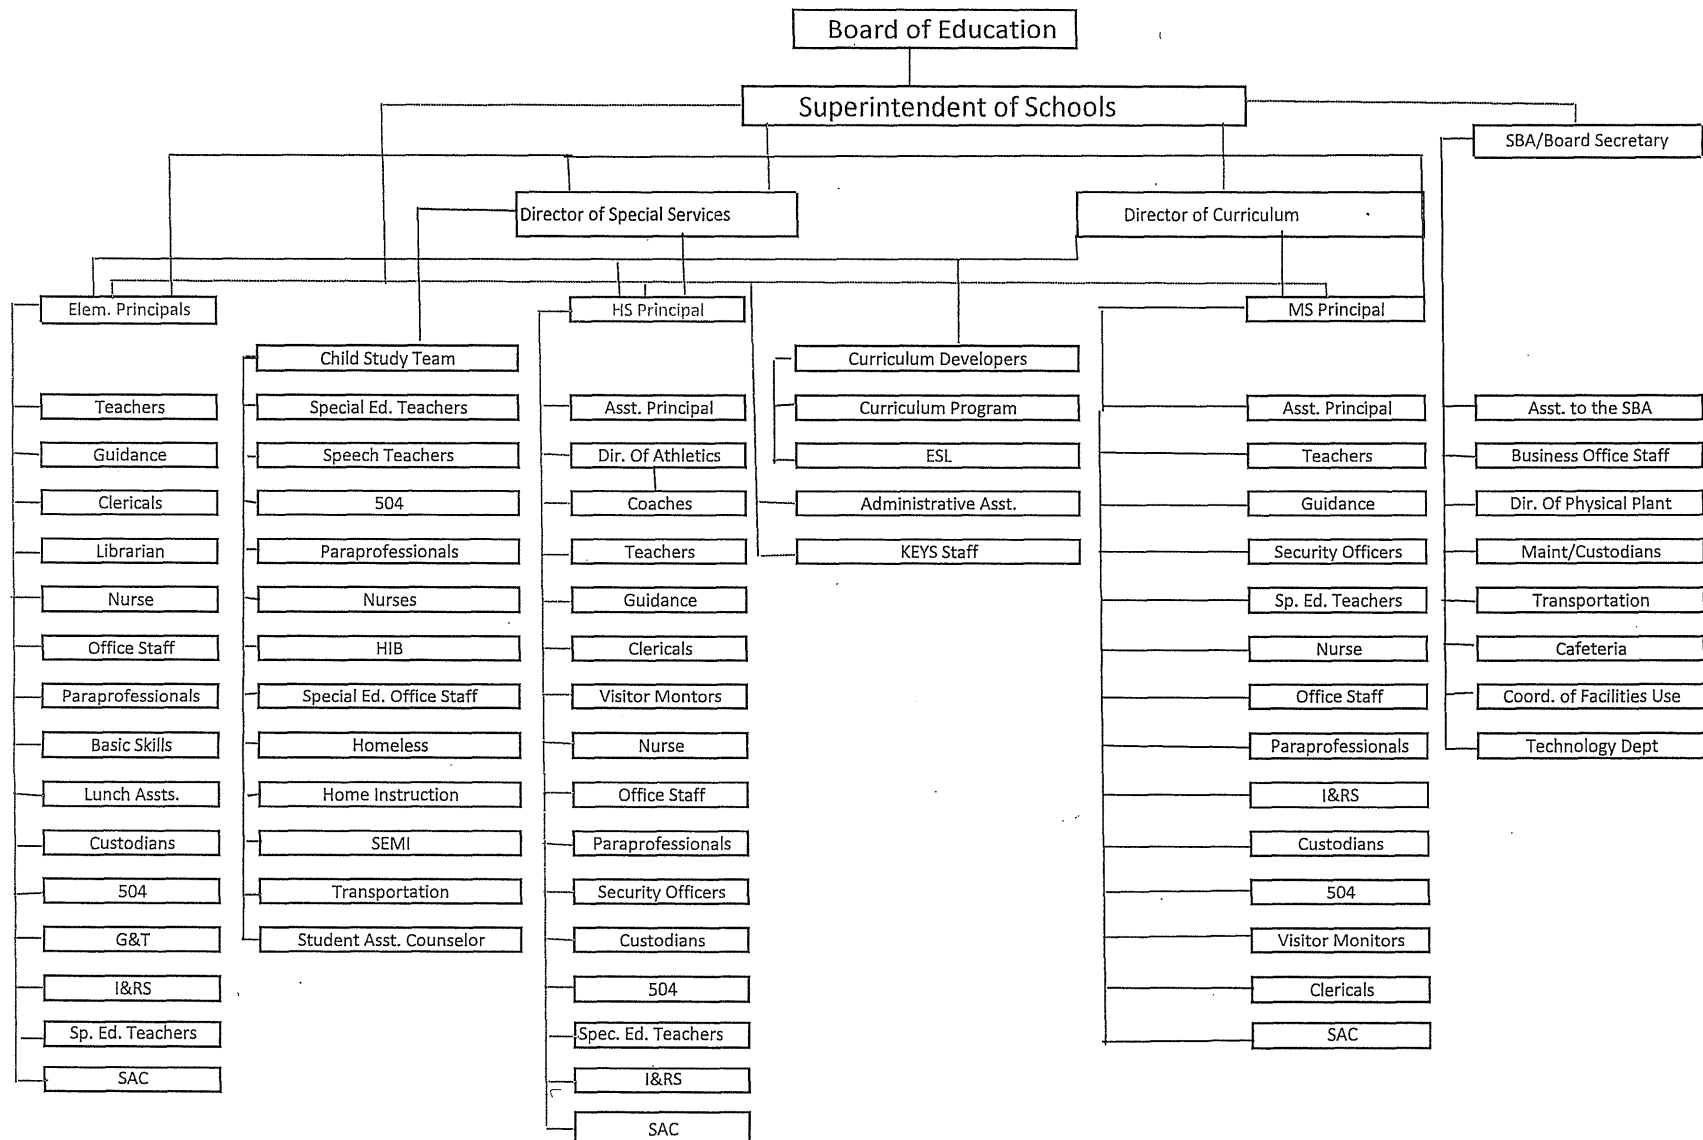 Board of Education
Superintendent of Schools
SBA/Board Secretary
Director of Special Services
Director of Curriculum
Elem. Principals
HS Principal
MS Principal
Child Study Team
Curriculum Developers
Teachers
Special Ed. Teachers
Asst. Principal
Curriculum Program
Asst. Principal
Asst. to the SBA
Guidance
Speech Teachers
Dir. Of Athletics
ESL
Teachers
Business Office Staff
Clericals
504
Coaches
Administrative Asst.
Guidance
Dir. Of Physical Plant
Librarian
Paraprofessionals
Teachers
KEYS Staff
Security Officers
Maint/Custodians
Nurse
Nurses
Guidance
Sp. Ed. Teachers
Transportation
Office Staff
HIB
Clericals
Nurse
Cafeteria
Paraprofessionals
Special Ed. Office Staff
Visitor Montors
Office Staff
Coord. of Facilities Use
Basic Skills
Homeless
Nurse
Paraprofessionals
Technology Dept
Lunch Assts.
Home Instruction
Office Staff
I&RS
Custodians
SEMI
Paraprofessionals
Custodians
504
Transportation
Security Officers
504
G&T
Student Asst. Counselor
Custodians
Visitor Monitors
I&RS
504
Clericals
Sp. Ed. Teachers
Spec. Ed. Teachers
SAC
SAC
I&RS
SAC